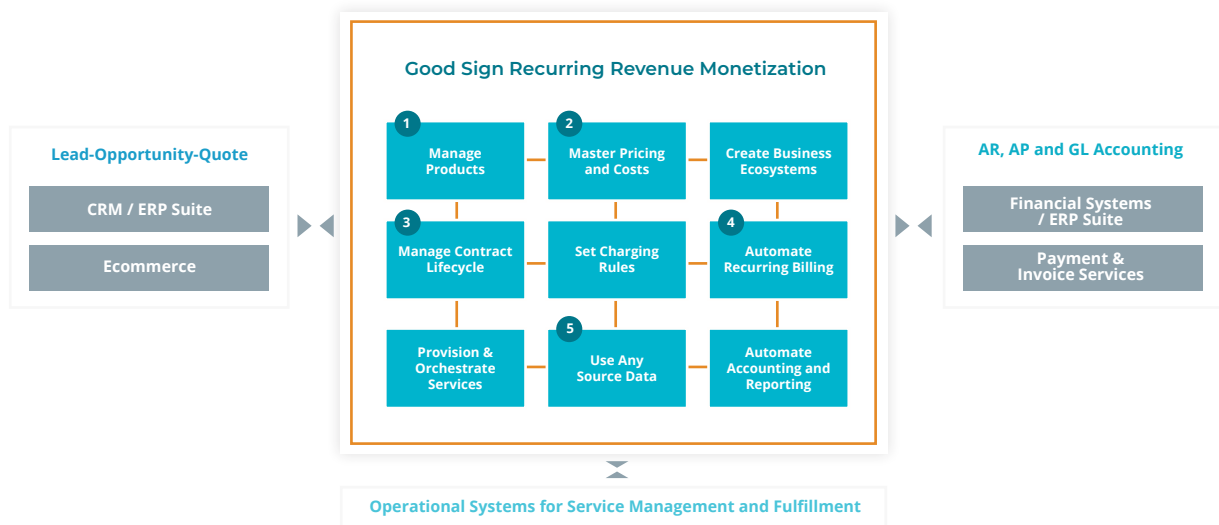 Good Sign Recurring Revenue Monetization
Lead-Opportunity-Quote
CRM / ERP Suite
Ecommerce
1
Manage
Products
2
Master Pricing
and Costs
Create Business
Ecosystems
3
Manage Contract
Lifecycle
Set Charging
Rules
4
Automate
Recurring Billing
Provision &
Orchestrate
Services
5
Use Any
Source Data
Automate
Accounting and
Reporting
AR, AP and GL Accounting
Financial Systems
/ ERP Suite
Payment &
Invoice Services
Operational Systems for Service Management and Fulfillment